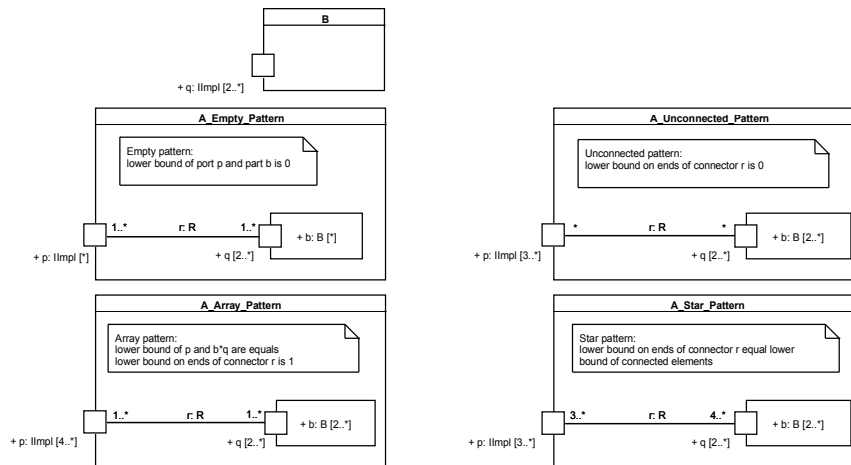 B
+ q: IImpl [2..*]
A_Empty_Pattern
Empty pattern:
lower bound of port p and part b is 0
1..*
r: R
1..*
+ b: B [*]
+ p: IImpl [*]
+ q [2..*]
A_Unconnected_Pattern
Unconnected pattern:
lower bound on ends of connector r is 0
*
r: R
*
+ b: B [2..*]
+ p: IImpl [3..*]
+ q [2..*]
A_Array_Pattern
Array pattern:
lower bound of p and b*q are equals
lower bound on ends of connector r is 1
1..*
r: R
1..*
+ b: B [2..*]
+ p: IImpl [4..*]
+ q [2..*]
A_Star_Pattern
Star pattern:
lower bound on ends of connector r equal lower
bound of connected elements
3..*
r: R
4..*
+ b: B [2..*]
+ p: IImpl [3..*]
+ q [2..*]